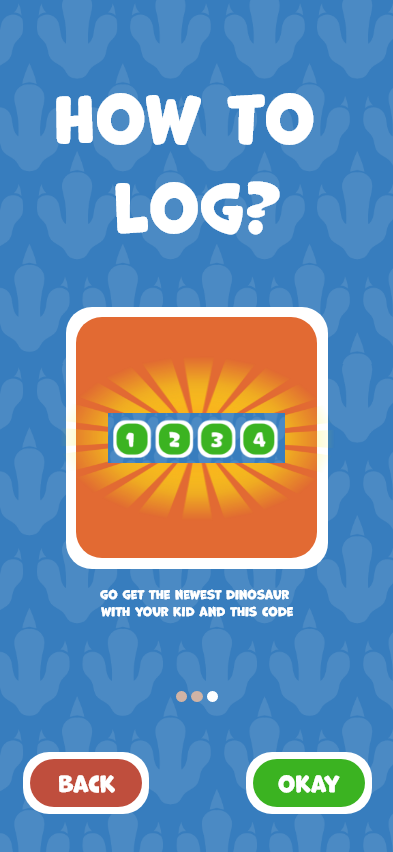 HOW TO
LOG?
1 2 3 4
GO GET THE NEWEST DINOSAUR
WITH YOUR KID AND THIS CODE
BACK
OKAY